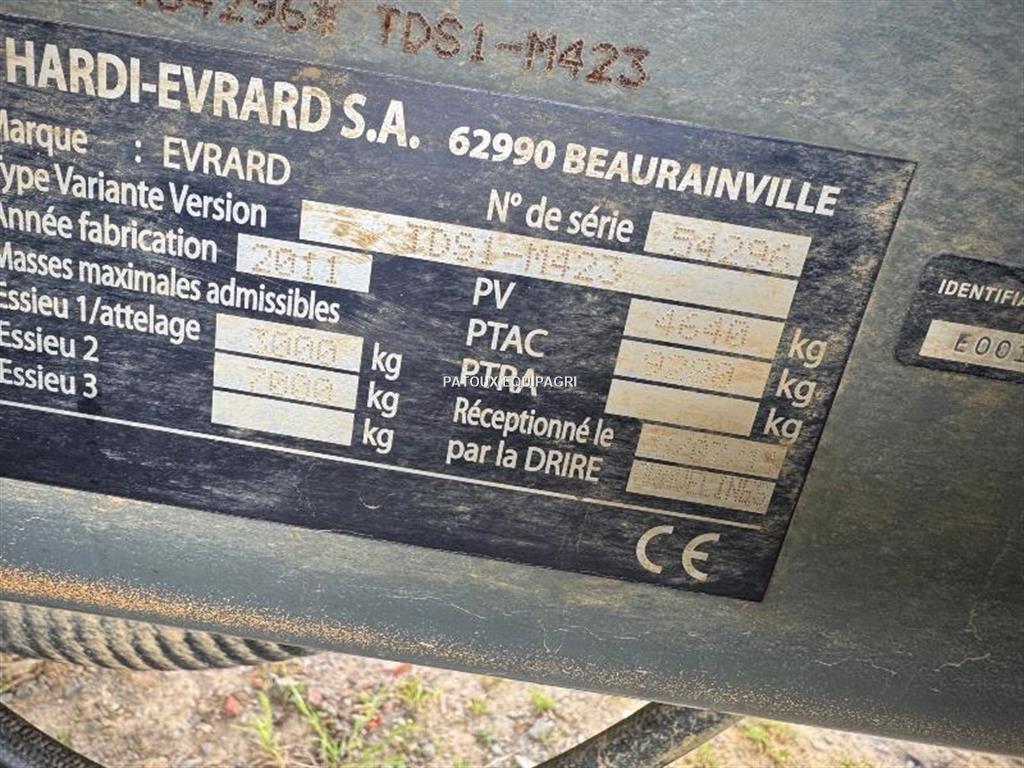 54296* TDS1-M423
HARDI-EVRARD S.A. 62990 BEAURAINVILLE
Marque : EVRARD
Type Variante Version TDS1-M423
N° de série 54296
Année fabrication 2011
Masses maximales admissibles
Essieu 1/attelage 3000 kg
Essieu 2 7000 kg
Essieu 3 kg
PV 4640 kg
PTAC kg
PTRA kg
Réceptionné le
par la DRIRE
CE
IDENTIFI
E001
PATOUX EQUIPAGRI